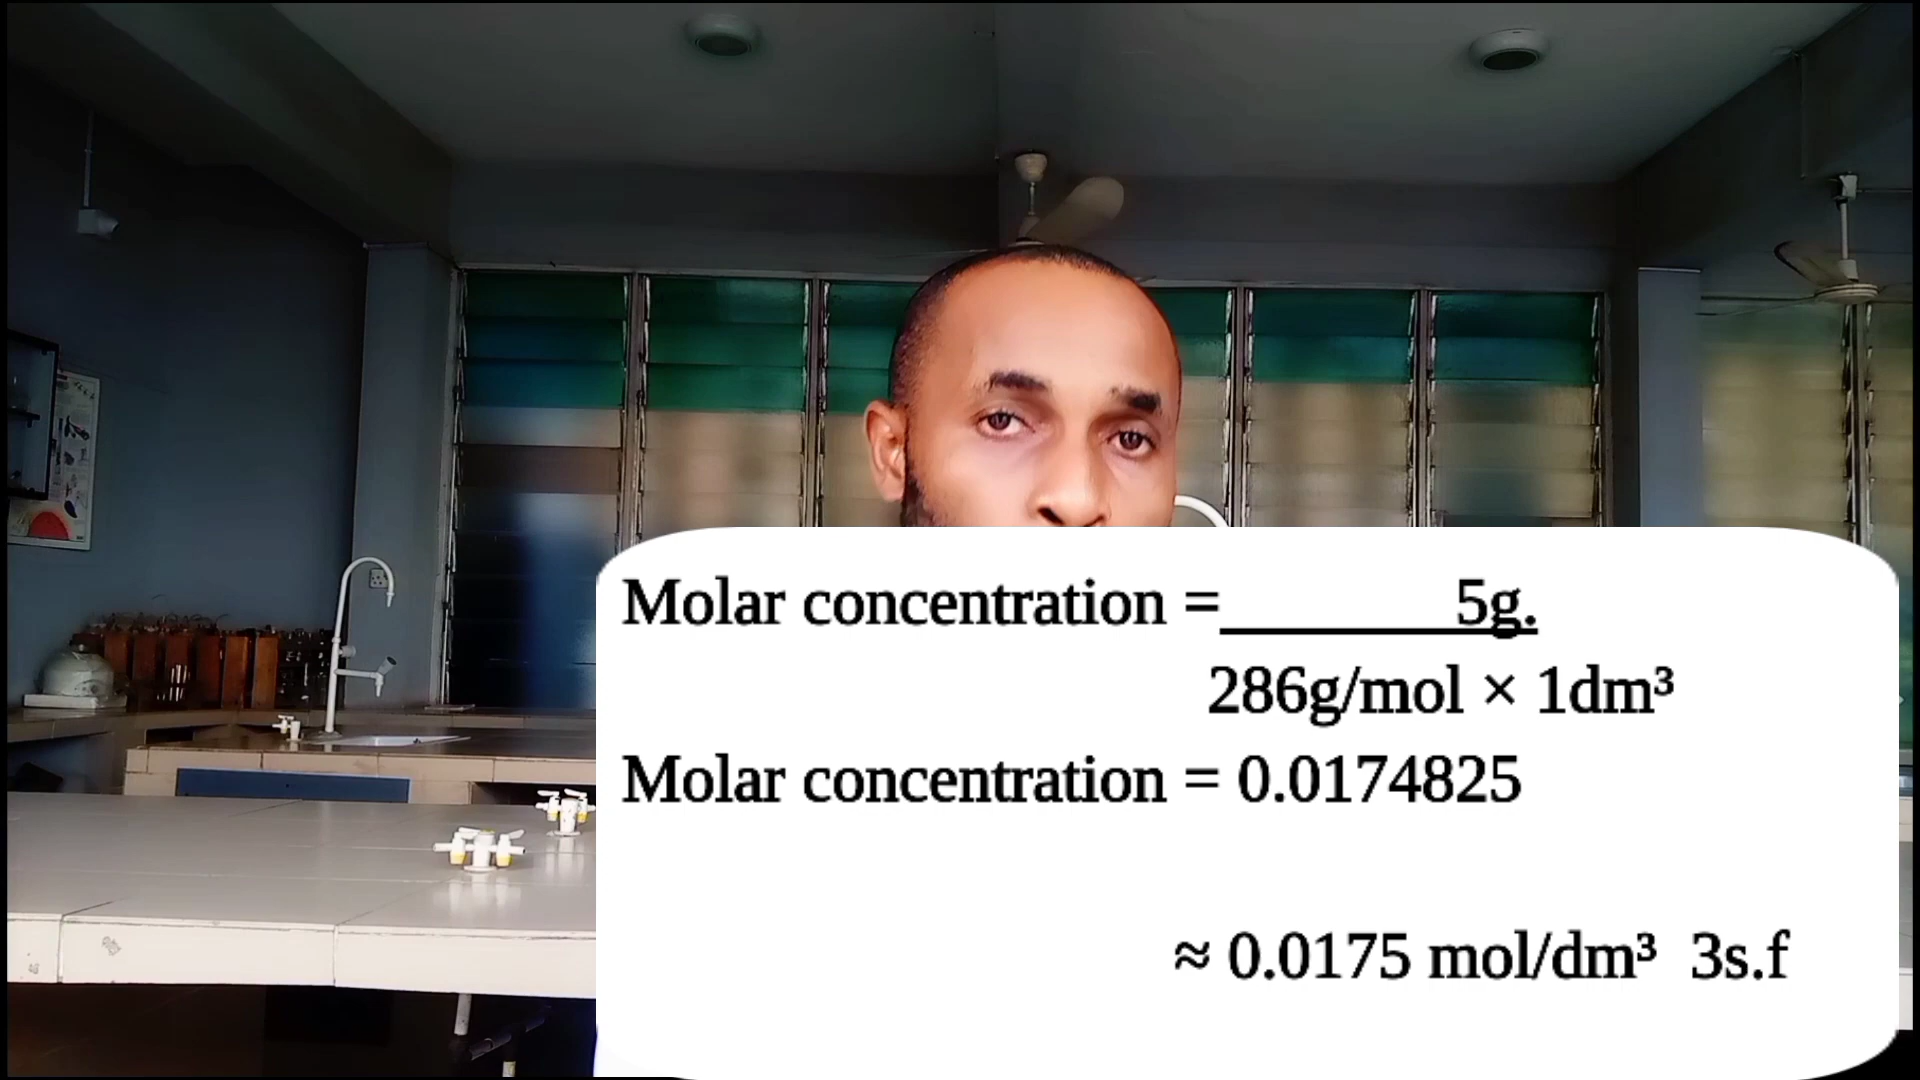 Molar concentration = 5g.
286g/mol × 1dm³
Molar concentration = 0.0174825
≈ 0.0175 mol/dm³ 3s.f